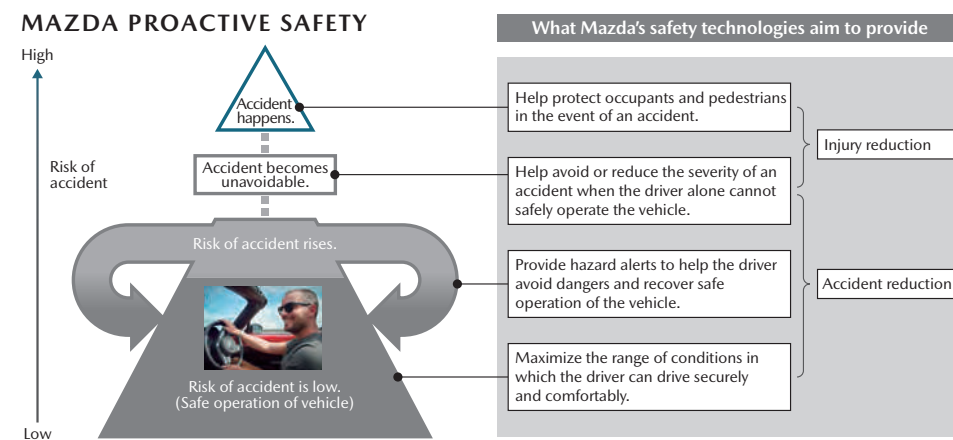 MAZDA PROACTIVE SAFETY
What Mazda's safety technologies aim to provide
High
Risk of
accident
Low
Accident
happens.
Accident becomes
unavoidable.
Risk of accident rises.
Risk of accident is low.
(Safe operation of vehicle)
Help protect occupants and pedestrians
in the event of an accident.
Help avoid or reduce the severity of an
accident when the driver alone cannot
safely operate the vehicle.
Provide hazard alerts to help the driver
avoid dangers and recover safe
operation of the vehicle.
Maximize the range of conditions in
which the driver can drive securely
and comfortably.
Injury reduction
Accident reduction